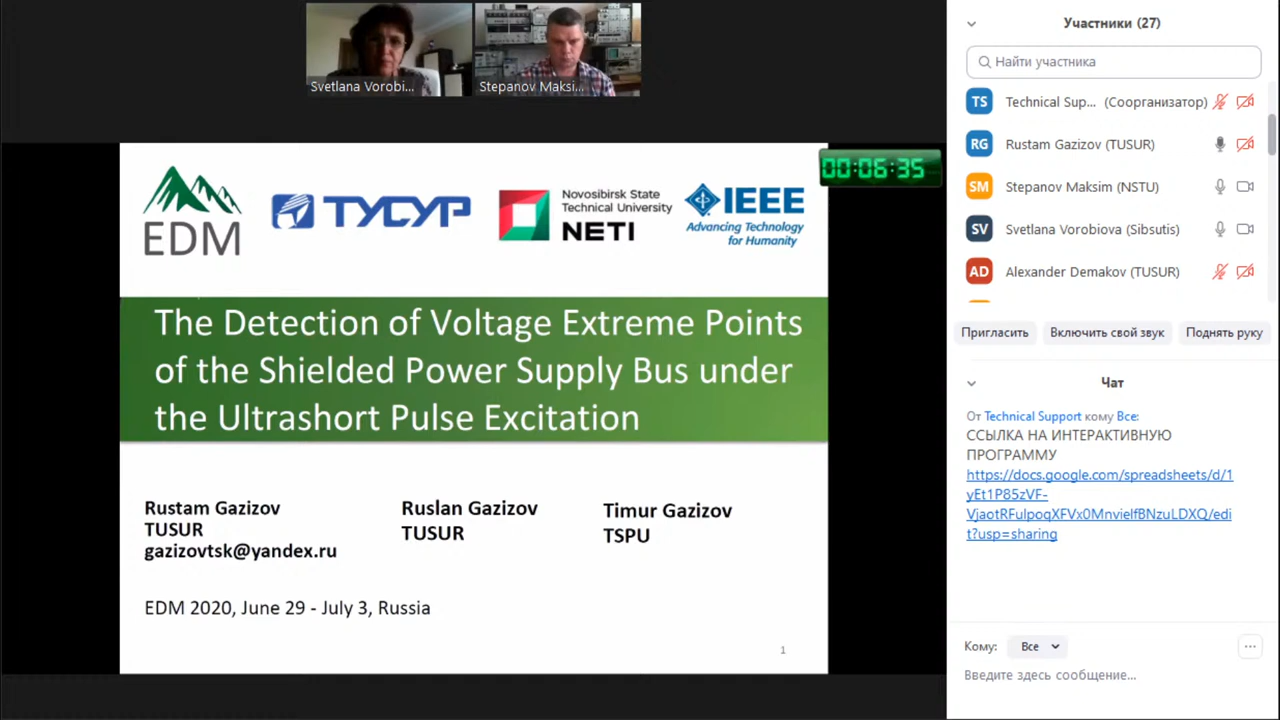 Svetlana Vorobi...
Stepanov Maksi...
00:06:35
EDM
ТУСУР
Novosibirsk State
Technical University
NETI
IEEE
Advancing Technology
for Humanity
The Detection of Voltage Extreme Points
of the Shielded Power Supply Bus under
the Ultrashort Pulse Excitation
Rustam Gazizov
TUSUR
gazizovtsk@yandex.ru
Ruslan Gazizov
TUSUR
Timur Gazizov
TSPU
EDM 2020, June 29 - July 3, Russia
1
Участники (27)
Найти участника
TS Technical Sup... (Соорганизатор)
RG Rustam Gazizov (TUSUR)
SM Stepanov Maksim (NSTU)
SV Svetlana Vorobiova (Sibsutis)
AD Alexander Demakov (TUSUR)
Пригласить Включить свой звук Поднять руку
Чат
От Technical Support кому Все:
ССЫЛКА НА ИНТЕРАКТИВНУЮ
ПРОГРАММУ
https://docs.google.com/spreadsheets/d/1
yEt1P85zVF-
VjaotRFulpoqXFVx0MnvielfBNzuLDXQ/edi
t?usp=sharing
Кому: Все
Введите здесь сообщение...